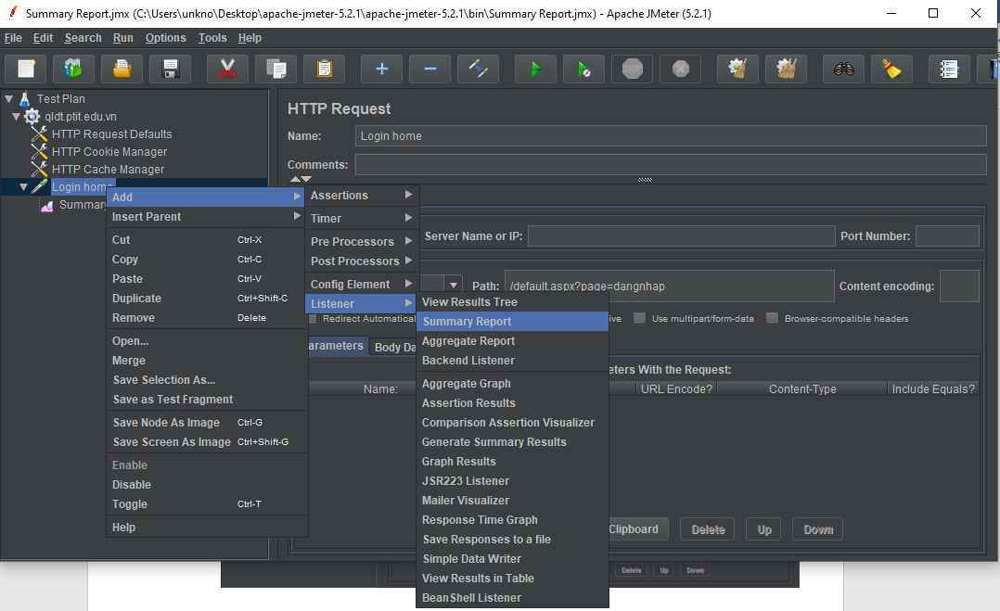 Summary Report.jmx (C:\Users\unkno\Desktop\apache-jmeter-5.2.1\apache-jmeter-5.2.1\bin\Summary Report.jmx) - Apache JMeter (5.2.1)
File Edit Search Run Options Tools Help
STOP
Test Plan
qldt.ptit.edu.vn
HTTP Request Defaults
HTTP Cookie Manager
HTTP Cache Manager
Login home
Summary
HTTP Request
Name: Login home
Comments:
Server Name or IP: Port Number:
Path: /default.aspx?page=dangnhap Content encoding:
Redirect Automatical ive Use multipart/form-data Browser-compatible headers
arameters Body Da
eters With the Request:
Name: URL Encode? Content-Type Include Equals?
Clipboard Delete Up Down
Add
Insert Parent
Cut Ctrl-X
Copy Ctrl-C
Paste Ctrl-V
Duplicate Ctrl+Shift-C
Remove Delete
Open...
Merge
Save Selection As...
Save as Test Fragment
Save Node As Image Ctrl-G
Save Screen As Image Ctrl+Shift-G
Enable
Disable
Toggle Ctrl-T
Help
Assertions
Timer
Pre Processors
Post Processors
Config Element
Listener
View Results Tree
Summary Report
Aggregate Report
Backend Listener
Aggregate Graph
Assertion Results
Comparison Assertion Visualizer
Generate Summary Results
Graph Results
JSR223 Listener
Mailer Visualizer
Response Time Graph
Save Responses to a file
Simple Data Writer
View Results in Table
BeanShell Listener
Delete Up Down